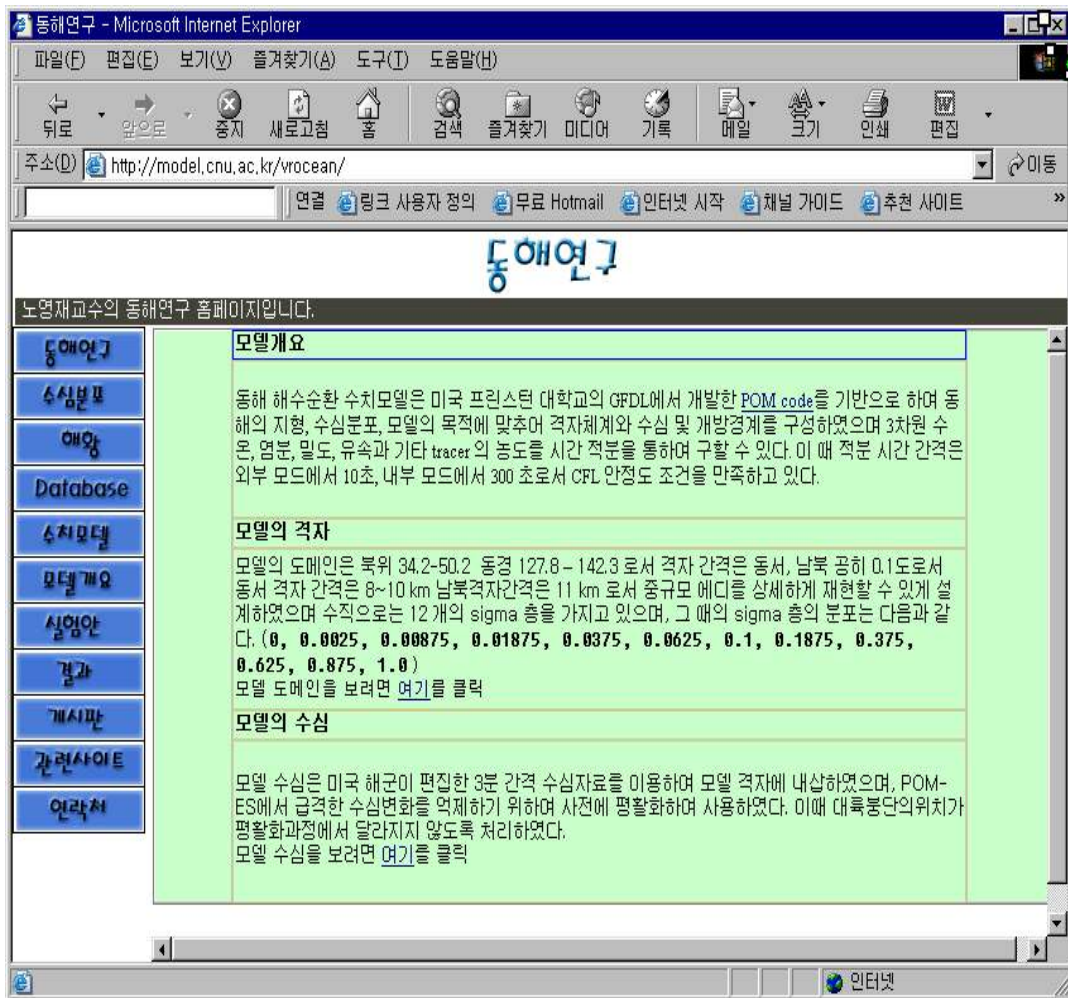 동해연구 - Microsoft Internet Explorer
파일(F) 편집(E) 보기(V) 즐겨찾기(A) 도구(T) 도움말(H)
뒤로 앞으로 중지 새로고침 홈 검색 즐겨찾기 미디어 기록 메일 크기 인쇄 편집
주소(D) http://model.cnu.ac.kr/vrocean/ 이동
연결 링크 사용자 정의 무료 Hotmail 인터넷 시작 채널 가이드 추천 사이트 »
동해연구
노영재교수의 동해연구 홈페이지입니다.
동해연구
수심분포
해황
Database
수치모델
모델개요
실험안
결과
게시판
관련사이트
연락처
모델개요
동해 해수순환 수치모델은 미국 프린스턴 대학교의 GFDL에서 개발한 POM code를 기반으로 하여 동
해의 지형, 수심분포, 모델의 목적에 맞추어 격자체계와 수심 및 개방경계를 구성하였으며 3차원 수
온, 염분, 밀도, 유속과 기타 tracer 의 농도를 시간 적분을 통하여 구할 수 있다. 이 때 적분 시간 간격은
외부 모드에서 10초, 내부 모드에서 300 초로서 CFL 안정도 조건을 만족하고 있다.
모델의 격자
모델의 도메인은 북위 34.2-50.2 동경 127.8 – 142.3 로서 격자 간격은 동서, 남북 공히 0.1도로서
동서 격자 간격은 8~10 km 남북격자간격은 11 km 로서 중규모 에디를 상세하게 재현할 수 있게 설
계하였으며 수직으로는 12 개의 sigma 층을 가지고 있으며, 그 때의 sigma 층의 분포는 다음과 같
다. (0, 0.0025, 0.00875, 0.01875, 0.0375, 0.0625, 0.1, 0.1875, 0.375,
0.625, 0.875, 1.0)
모델 도메인을 보려면 여기를 클릭
모델의 수심
모델 수심은 미국 해군이 편집한 3분 간격 수심자료를 이용하여 모델 격자에 내삽하였으며, POM-
ES에서 급격한 수심변화를 억제하기 위하여 사전에 평활화하여 사용하였다. 이때 대륙붕단의위치가
평활화과정에서 달라지지 않도록 처리하였다.
모델 수심을 보려면 여기를 클릭
인터넷